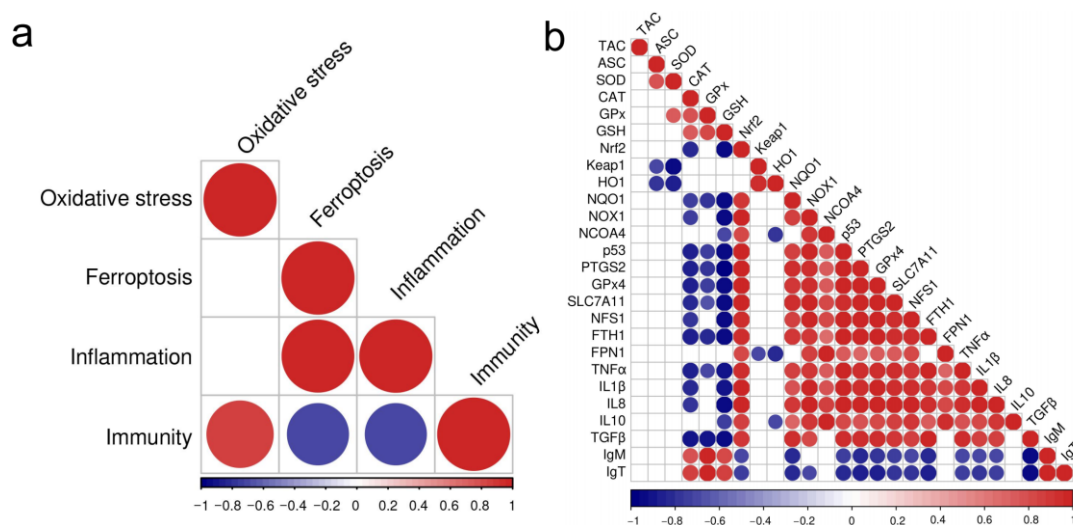 a
Oxidative stress
Ferroptosis
Inflammation
Immunity
Oxidative stress
Ferroptosis
Inflammation
Immunity
−1 −0.8 −0.6 −0.4 −0.2 0 0.2 0.4 0.6 0.8 1
b
TAC
ASC
SOD
CAT
GPx
GSH
Nrf2
Keap1
HO1
NQO1
NOX1
NCOA4
p53
PTGS2
GPx4
SLC7A11
NFS1
FTH1
FPN1
TNFα
IL1β
IL8
IL10
TGFβ
IgM
IgT
TAC
ASC
SOD
CAT
GPx
GSH
Nrf2
Keap1
HO1
NQO1
NOX1
NCOA4
p53
PTGS2
GPx4
SLC7A11
NFS1
FTH1
FPN1
TNFα
IL1β
IL8
IL10
TGFβ
IgM
IgT
−1 −0.8 −0.6 −0.4 −0.2 0 0.2 0.4 0.6 0.8 1